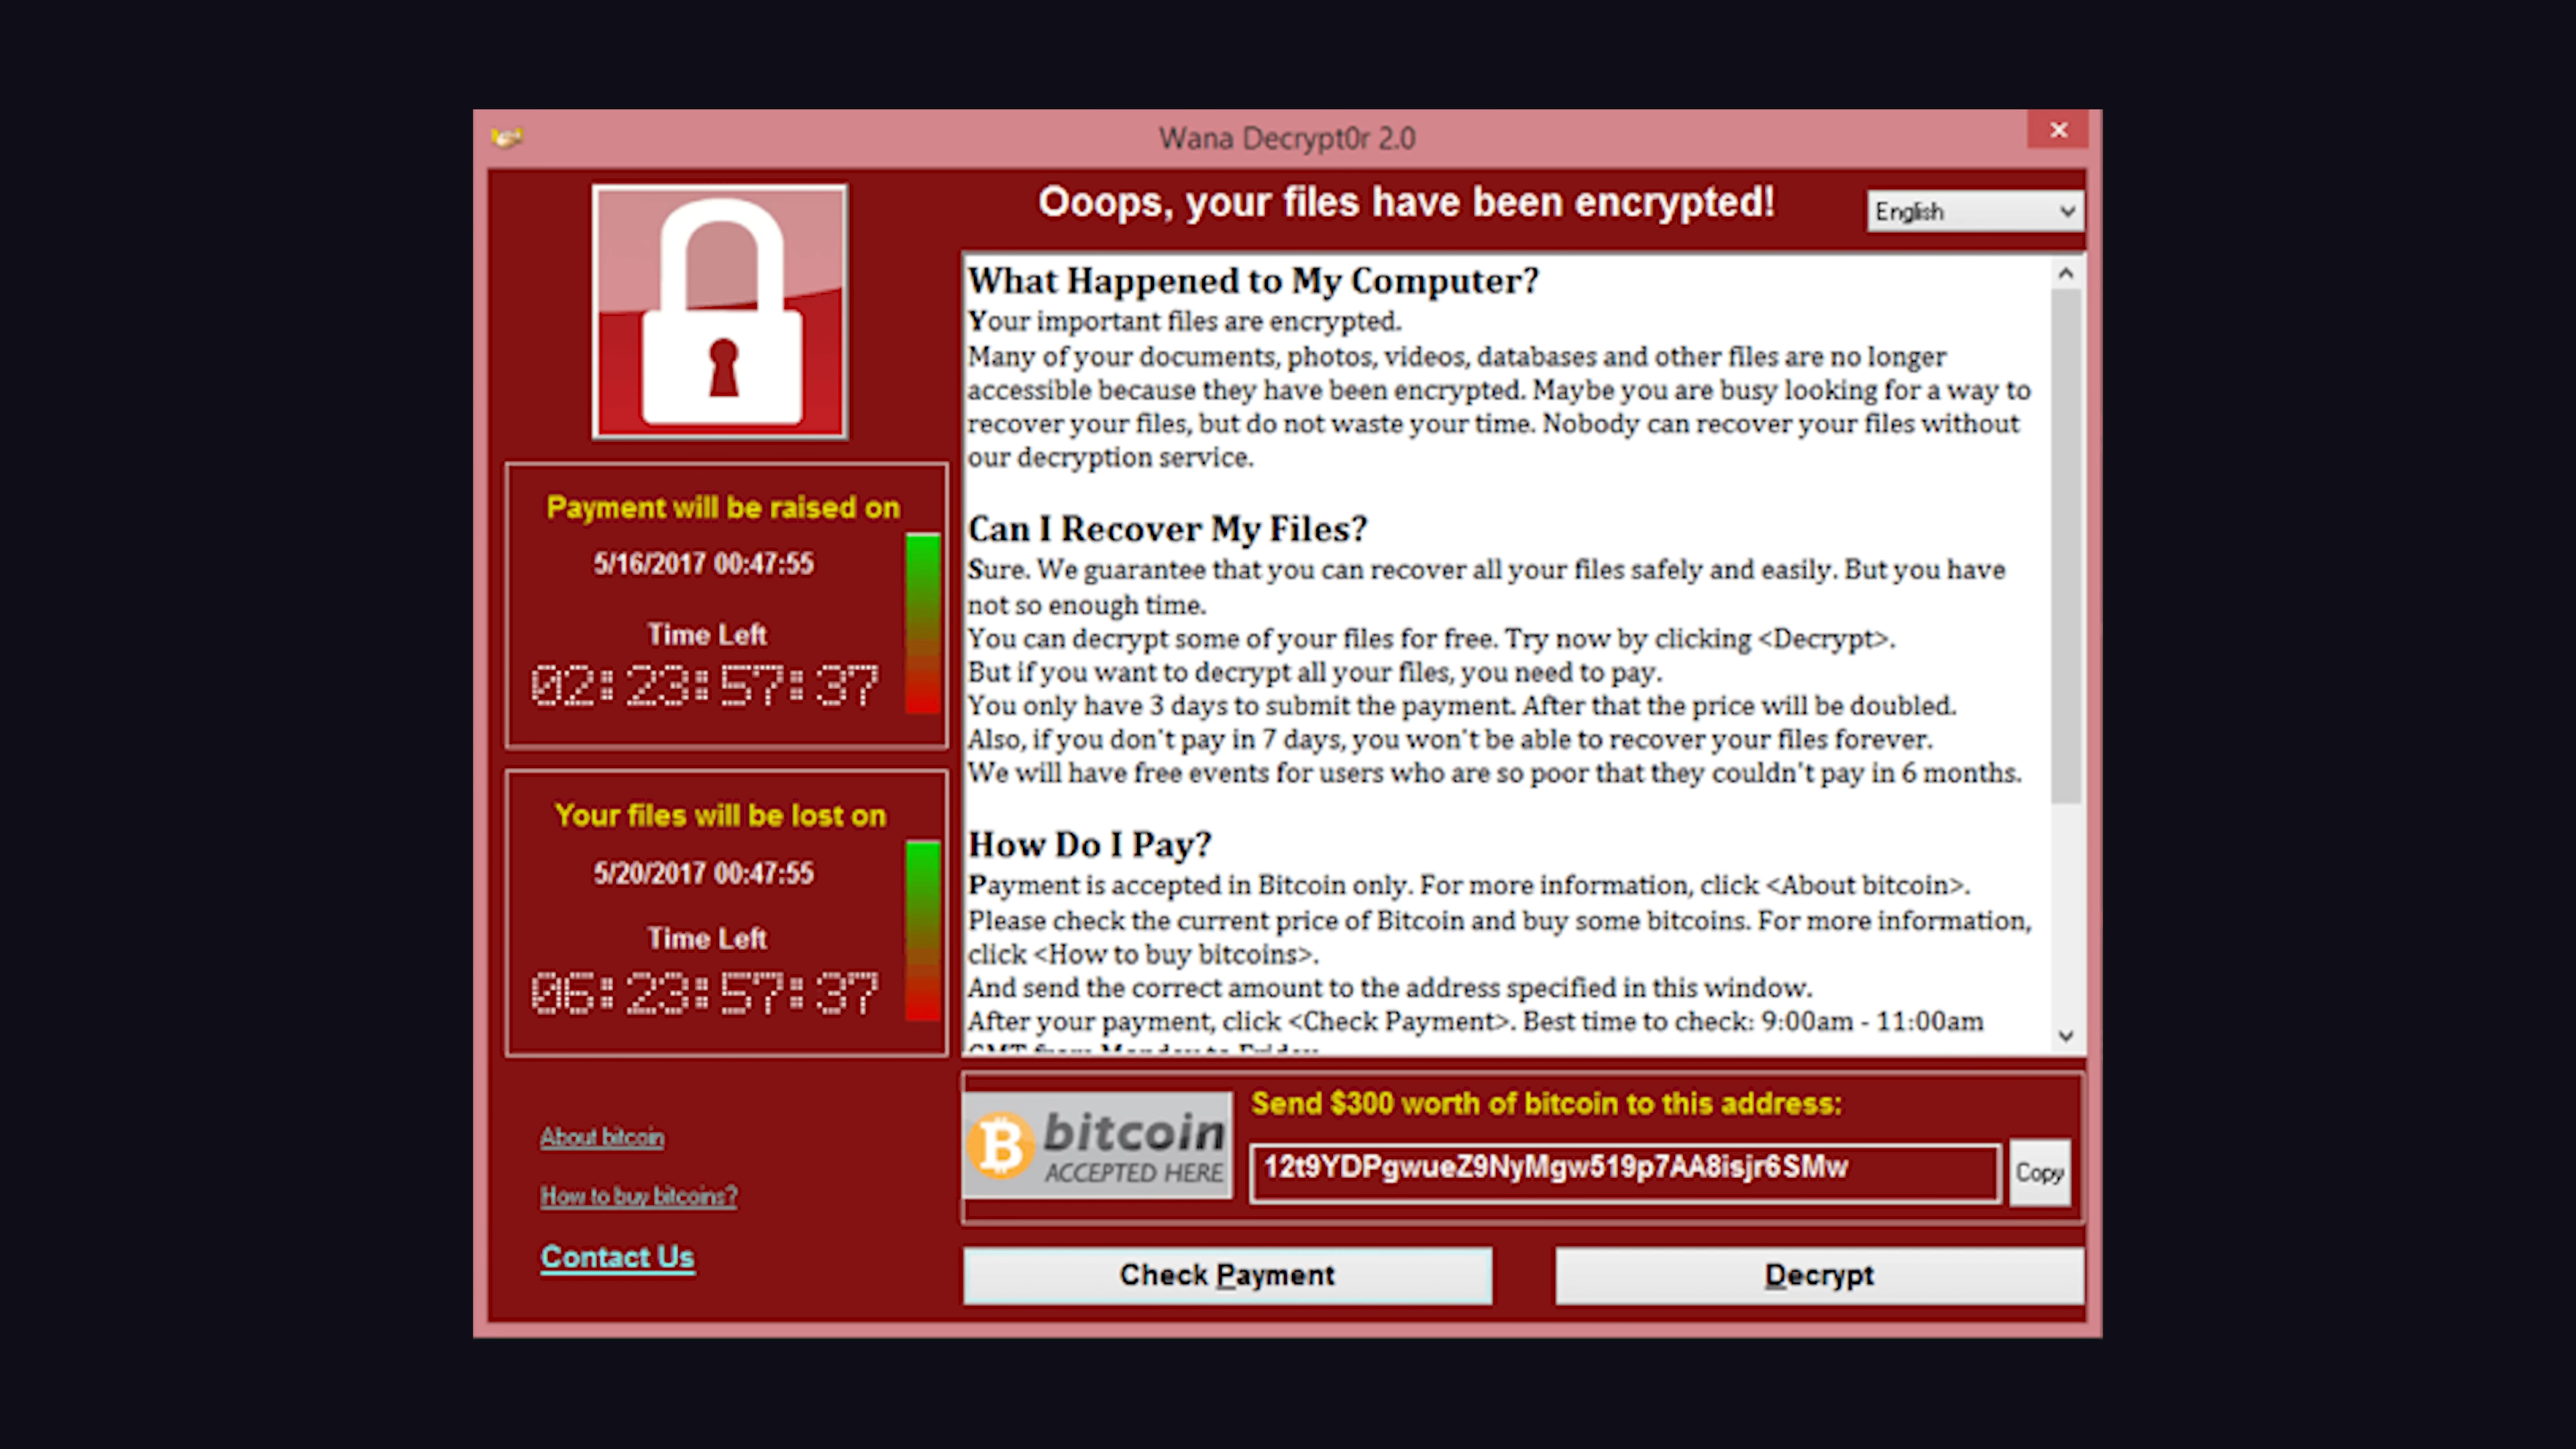 Wana Decrypt0r 2.0
Ooops, your files have been encrypted!
English
What Happened to My Computer?
Your important files are encrypted.
Many of your documents, photos, videos, databases and other files are no longer
accessible because they have been encrypted. Maybe you are busy looking for a way to
recover your files, but do not waste your time. Nobody can recover your files without
our decryption service.
Can I Recover My Files?
Sure. We guarantee that you can recover all your files safely and easily. But you have
not so enough time.
You can decrypt some of your files for free. Try now by clicking <Decrypt>.
But if you want to decrypt all your files, you need to pay.
You only have 3 days to submit the payment. After that the price will be doubled.
Also, if you don't pay in 7 days, you won't be able to recover your files forever.
We will have free events for users who are so poor that they couldn't pay in 6 months.
How Do I Pay?
Payment is accepted in Bitcoin only. For more information, click <About bitcoin>.
Please check the current price of Bitcoin and buy some bitcoins. For more information,
click <How to buy bitcoins>.
And send the correct amount to the address specified in this window.
After your payment, click <Check Payment>. Best time to check: 9:00am - 11:00am
GMT from Monday to Friday.
Payment will be raised on
5/16/2017 00:47:55
Time Left
02:23:57:37
Your files will be lost on
5/20/2017 00:47:55
Time Left
06:23:57:37
About bitcoin
How to buy bitcoins?
Contact Us
bitcoin
ACCEPTED HERE
Send $300 worth of bitcoin to this address:
12t9YDPgwueZ9NyMgw519p7AA8isjr6SMw
Copy
Check Payment
Decrypt